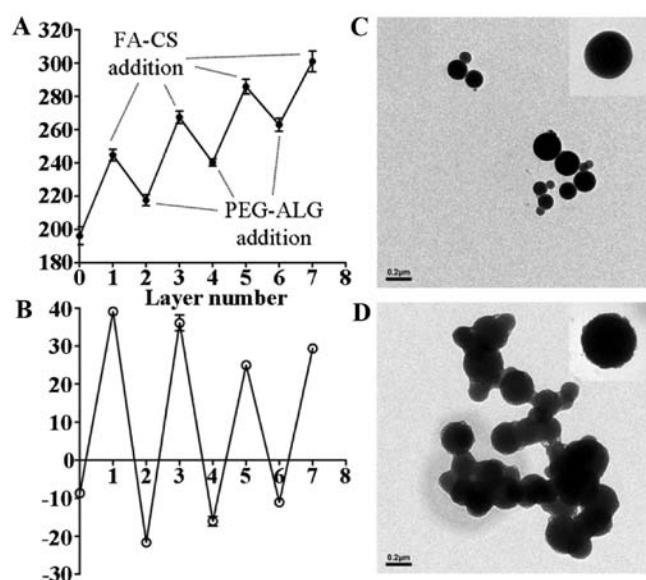 A
300
280
260
240
220
200
180
FA-CS
addition
PEG-ALG
addition
0 1 2 3 4 5 6 7 8
Layer number
B
40
30
20
10
0
-10
-20
-30
1 2 3 4 5 6 7 8
C
0.2μm
D
0.2μm